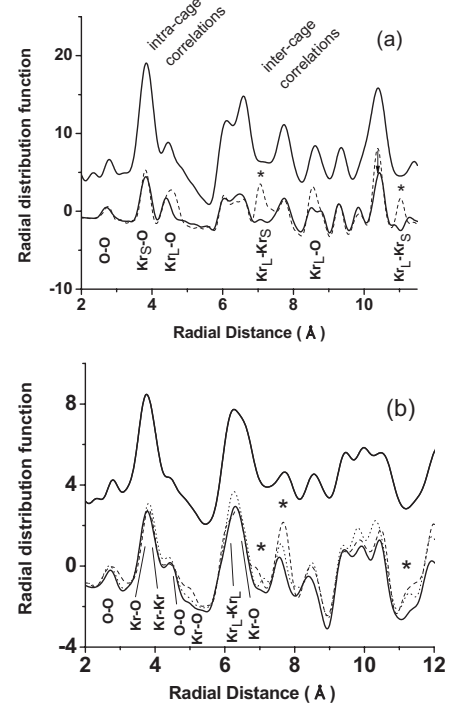 intra-cage
correlations
inter-cage
correlations
(a)
Radial distribution function
20
10
0
-10
*
*
O-O
KrS-O
KrL-O
KrL-KrS
KrL-O
KrL-KrS
2
4
6
8
10
Radial Distance ( Å )
(b)
Radial distribution function
8
4
0
-4
*
*
*
O-O
Kr-O
Kr-Kr
O-O
Kr-O
KrL-KrL
Kr-O
2
4
6
8
10
12
Radial Distance ( Å )